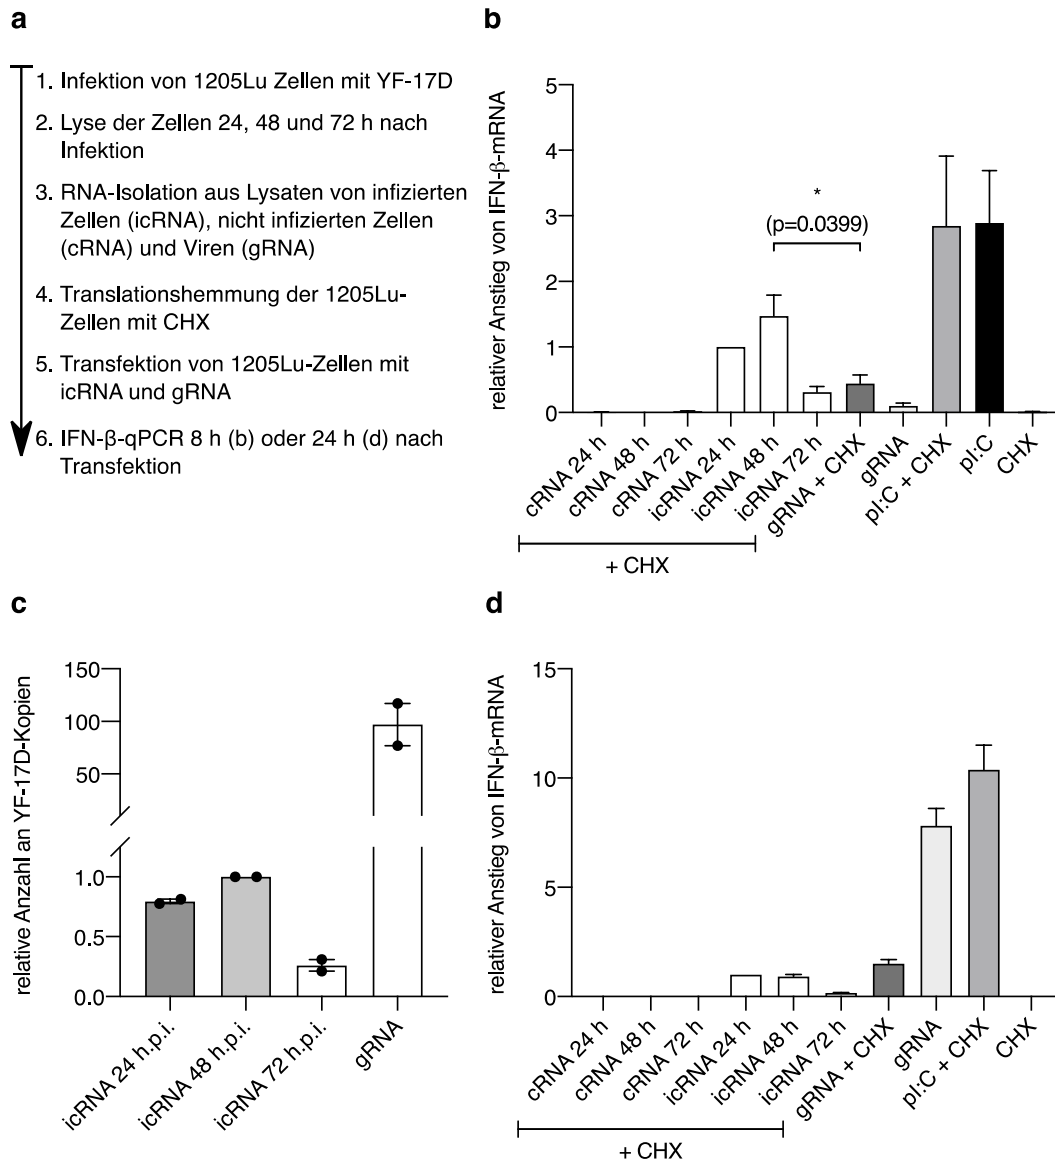 a
1. Infektion von 1205Lu Zellen mit YF-17D
2. Lyse der Zellen 24, 48 und 72 h nach
Infektion
3. RNA-Isolation aus Lysaten von infizierten
Zellen (icRNA), nicht infizierten Zellen
(cRNA) und Viren (gRNA)
4. Translationshemmung der 1205Lu-
Zellen mit CHX
5. Transfektion von 1205Lu-Zellen mit
icRNA und gRNA
6. IFN-β-qPCR 8 h (b) oder 24 h (d) nach
Transfektion
b
relativer Anstieg von IFN-β-mRNA
5
4
3
2
1
0
*
(p=0.0399)
cRNA 24 h
cRNA 48 h
cRNA 72 h
icRNA 24 h
icRNA 48 h
icRNA 72 h
gRNA + CHX
gRNA
pI:C + CHX
pI:C
CHX
+ CHX
c
relative Anzahl an YF-17D-Kopien
150
100
50
1.0
0.5
0.0
icRNA 24 h.p.i.
icRNA 48 h.p.i.
icRNA 72 h.p.i.
gRNA
d
relativer Anstieg von IFN-β-mRNA
15
10
5
0
cRNA 24 h
cRNA 48 h
cRNA 72 h
icRNA 24 h
icRNA 48 h
icRNA 72 h
gRNA + CHX
gRNA
pI:C + CHX
CHX
+ CHX